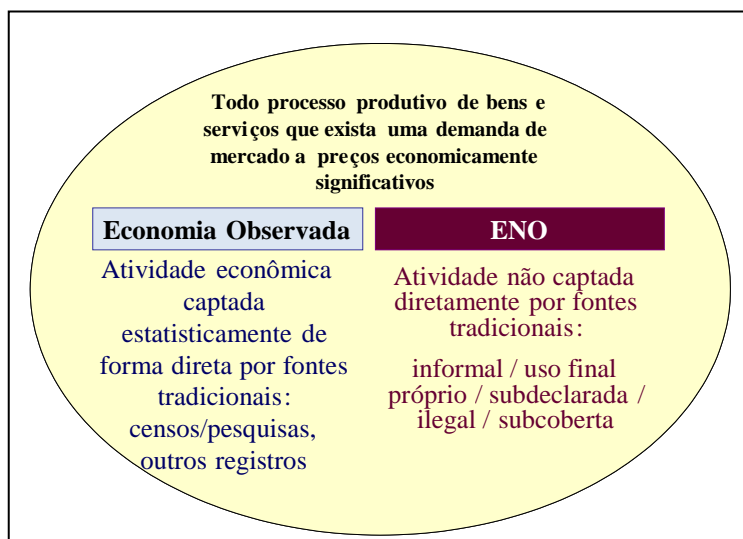 Todo processo produtivo de bens e
serviços que exista uma demanda de
mercado a preços economicamente
significativos
Economia Observada
Atividade econômica
captada
estatisticamente de
forma direta por fontes
tradicionais:
censos/pesquisas,
outros registros
ENO
Atividade não captada
diretamente por fontes
tradicionais:
informal / uso final
próprio / subdeclarada /
ilegal / subcoberta